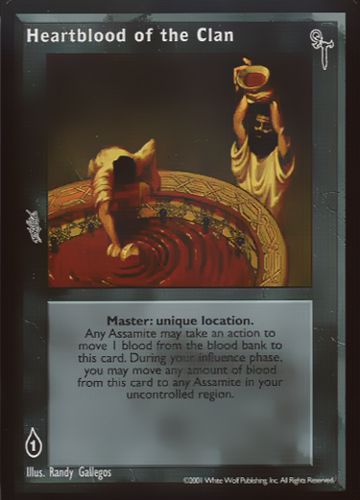 Heartblood of the Clan
Master: unique location.
Any Assamite may take an action to
move 1 blood from the blood bank to
this card. During your influence phase,
you may move any amount of blood
from this card to any Assamite in your
uncontrolled region.
1
Illus. Randy Gallegos
©2001 White Wolf Publishing, Inc. All Rights Reserved.